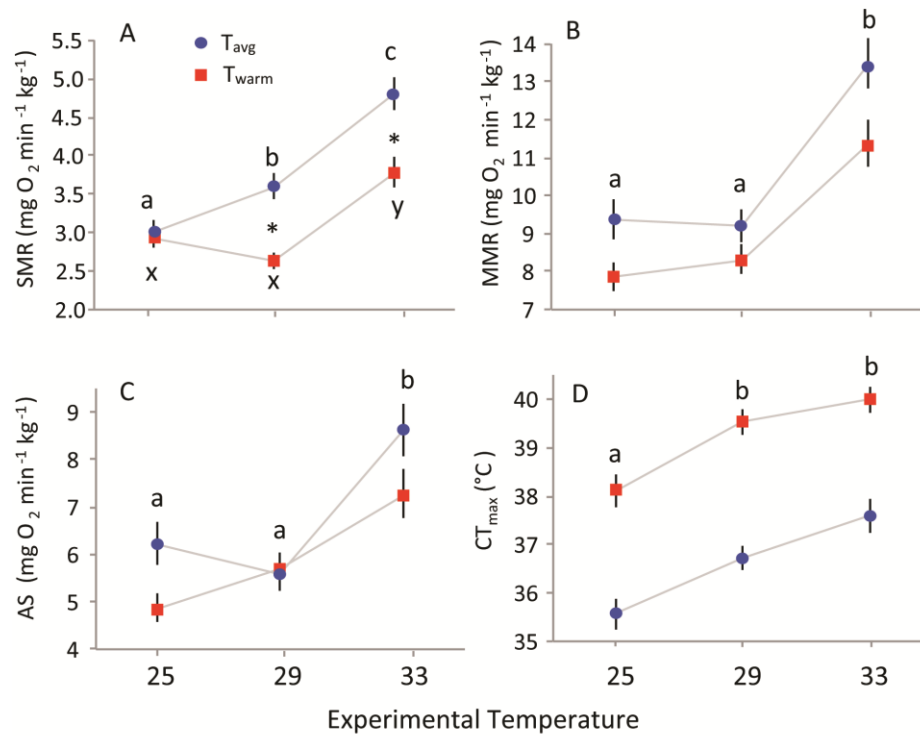 A
T_avg
T_warm
SMR (mg O₂ min⁻¹ kg⁻¹)
5.5
5.0
4.5
4.0
3.5
3.0
2.5
2.0
a
b
c
*
*
x
x
y
B
MMR (mg O₂ min⁻¹ kg⁻¹)
14
13
12
11
10
9
8
7
a
a
b
C
AS (mg O₂ min⁻¹ kg⁻¹)
9
8
7
6
5
4
a
a
b
25
29
33
D
CT_max (°C)
40
39
38
37
36
35
a
b
b
25
29
33
Experimental Temperature